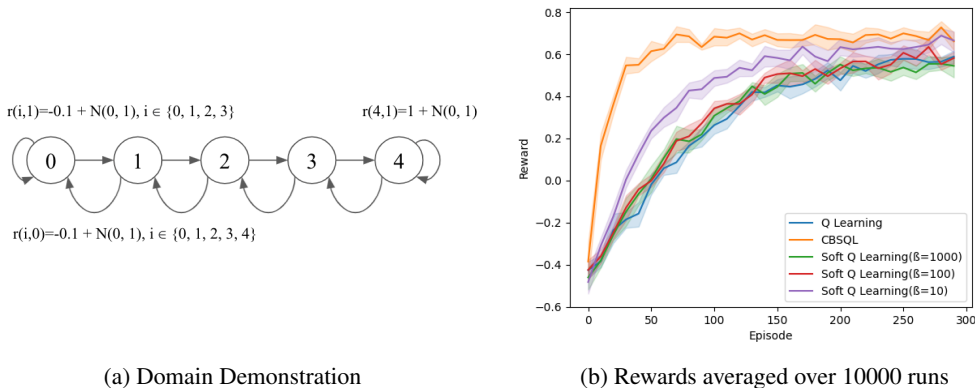 r(i,1)=-0.1 + N(0, 1), i ∈ {0, 1, 2, 3}
r(4,1)=1 + N(0, 1)
0 1 2 3 4
r(i,0)=-0.1 + N(0, 1), i ∈ {0, 1, 2, 3, 4}
(a) Domain Demonstration
0.8
0.6
0.4
0.2
0.0
−0.2
−0.4
−0.6
Reward
Q Learning
CBSQL
Soft Q Learning(ß=1000)
Soft Q Learning(ß=100)
Soft Q Learning(ß=10)
0 50 100 150 200 250 300
Episode
(b) Rewards averaged over 10000 runs